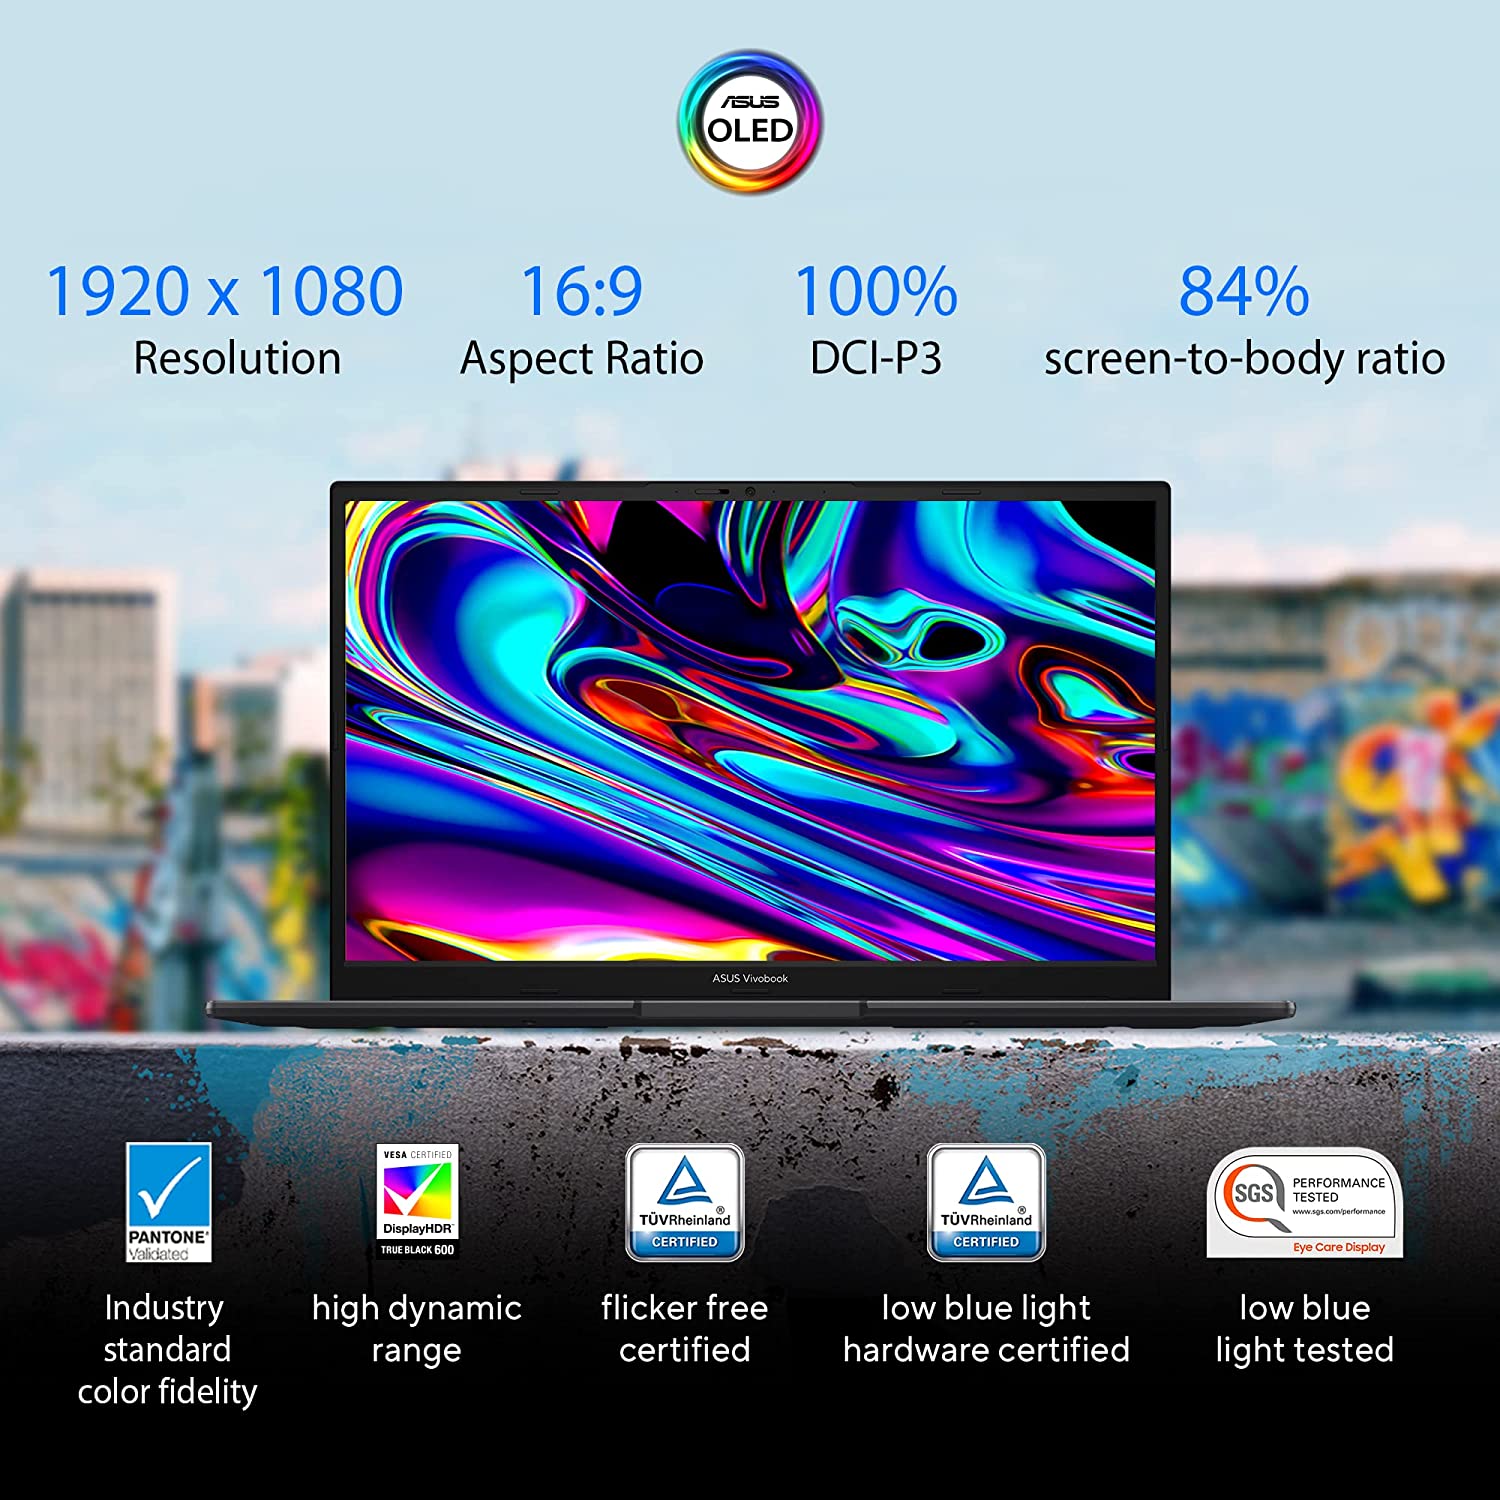 ASUS
OLED
1920 x 1080
Resolution
16:9
Aspect Ratio
100%
DCI-P3
84%
screen-to-body ratio
ASUS Vivobook
PANTONE®
Validated
Industry
standard
color fidelity
VESA CERTIFIED
DisplayHDR™
TRUE BLACK 600
high dynamic
range
TÜVRheinland®
CERTIFIED
flicker free
certified
TÜVRheinland®
CERTIFIED
low blue light
hardware certified
SGS
PERFORMANCE
TESTED
www.sgs.com/performance
Eye Care Display
low blue
light tested